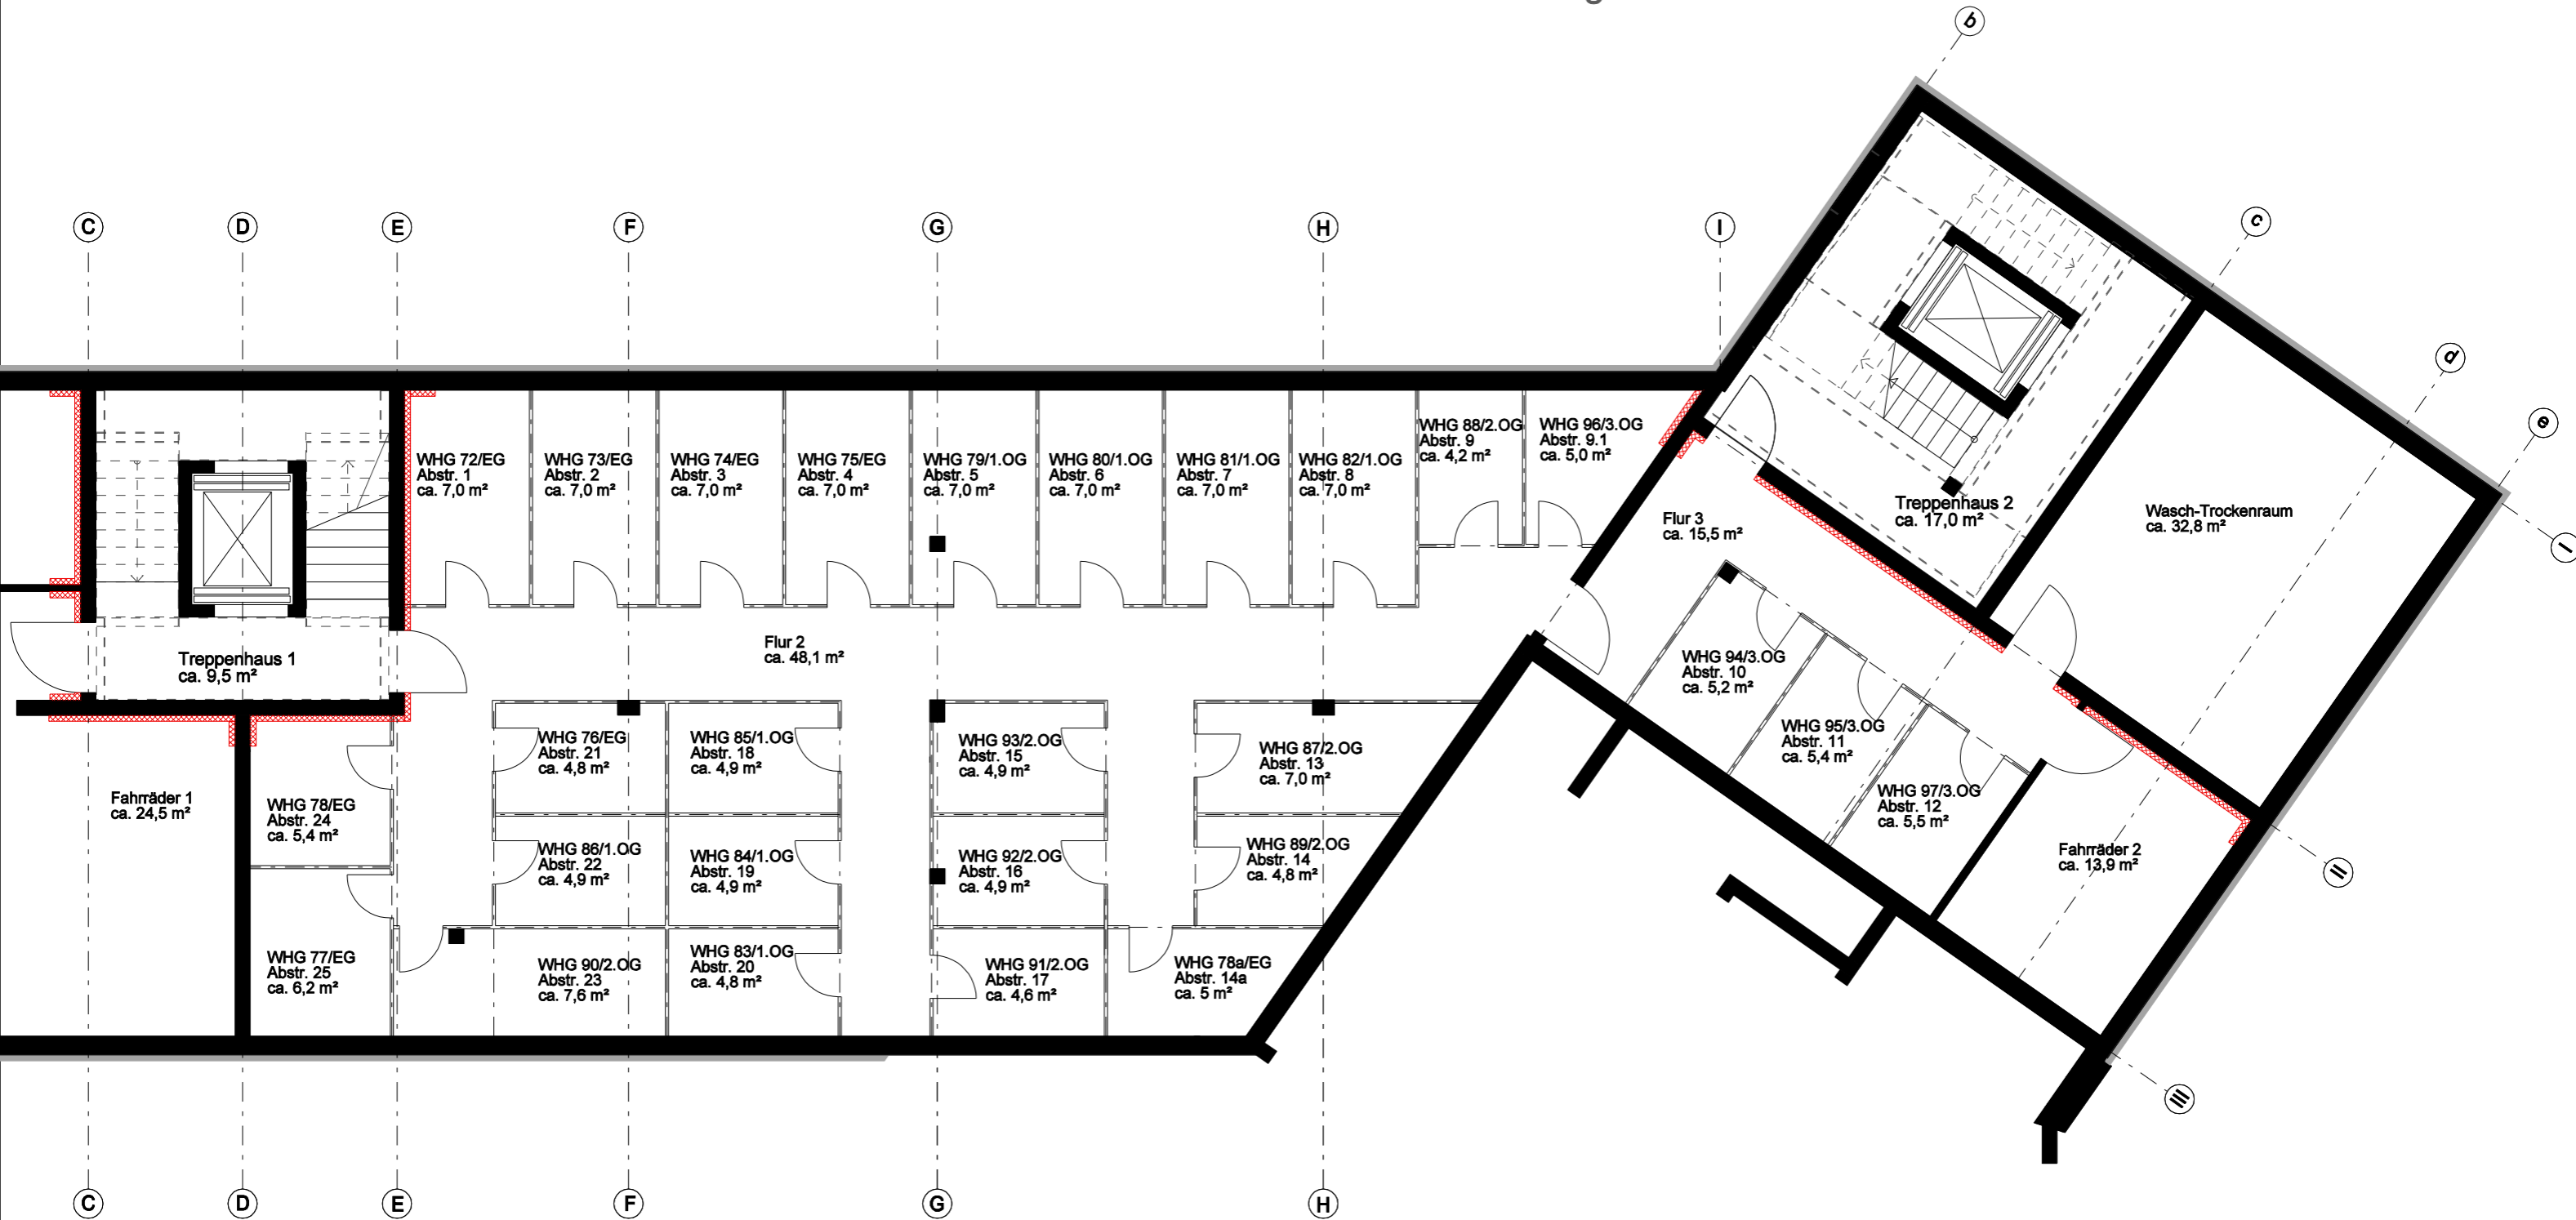 b
c
d
e
C
D
E
F
G
H
I
WHG 72/EG
Abstr. 1
ca. 7,0 m²
WHG 73/EG
Abstr. 2
ca. 7,0 m²
WHG 74/EG
Abstr. 3
ca. 7,0 m²
WHG 75/EG
Abstr. 4
ca. 7,0 m²
WHG 79/1.OG
Abstr. 5
ca. 7,0 m²
WHG 80/1.OG
Abstr. 6
ca. 7,0 m²
WHG 81/1.OG
Abstr. 7
ca. 7,0 m²
WHG 82/1.OG
Abstr. 8
ca. 7,0 m²
WHG 88/2.OG
Abstr. 9
ca. 4,2 m²
WHG 96/3.OG
Abstr. 9.1
ca. 5,0 m²
Flur 3
ca. 15,5 m²
Treppenhaus 2
ca. 17,0 m²
Wasch-Trockenraum
ca. 32,8 m²
I
Treppenhaus 1
ca. 9,5 m²
Flur 2
ca. 48,1 m²
WHG 94/3.OG
Abstr. 10
ca. 5,2 m²
WHG 95/3.OG
Abstr. 11
ca. 5,4 m²
WHG 97/3.OG
Abstr. 12
ca. 5,5 m²
Fahrräder 2
ca. 13,9 m²
II
Fahrräder 1
ca. 24,5 m²
WHG 78/EG
Abstr. 24
ca. 5,4 m²
WHG 76/EG
Abstr. 21
ca. 4,8 m²
WHG 85/1.OG
Abstr. 18
ca. 4,9 m²
WHG 93/2.OG
Abstr. 15
ca. 4,9 m²
WHG 87/2.OG
Abstr. 13
ca. 7,0 m²
WHG 86/1.OG
Abstr. 22
ca. 4,9 m²
WHG 84/1.OG
Abstr. 19
ca. 4,9 m²
WHG 92/2.OG
Abstr. 16
ca. 4,9 m²
WHG 89/2.OG
Abstr. 14
ca. 4,8 m²
WHG 77/EG
Abstr. 25
ca. 6,2 m²
WHG 90/2.OG
Abstr. 23
ca. 7,6 m²
WHG 83/1.OG
Abstr. 20
ca. 4,8 m²
WHG 91/2.OG
Abstr. 17
ca. 4,6 m²
WHG 78a/EG
Abstr. 14a
ca. 5 m²
III
C
D
E
F
G
H